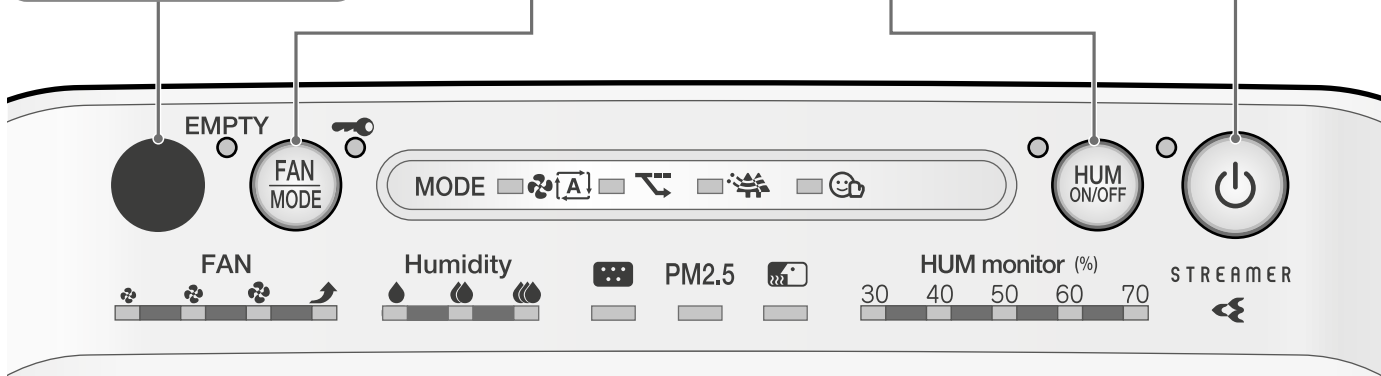 EMPTY
FAN
MODE
MODE
A
HUM
ON/OFF
FAN
Humidity
PM2.5
HUM monitor (%)
30 40 50 60 70
STREAMER